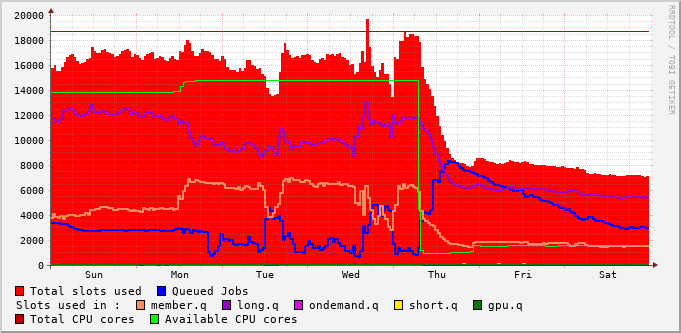 20000
18000
16000
14000
12000
10000
8000
6000
4000
2000
0
Sun Mon Tue Wed Thu Fri Sat
RRDTOOL / TOBI OETIKER
Total slots used Queued Jobs
Slots used in : member.q long.q ondemand.q short.q gpu.q
Total CPU cores Available CPU cores